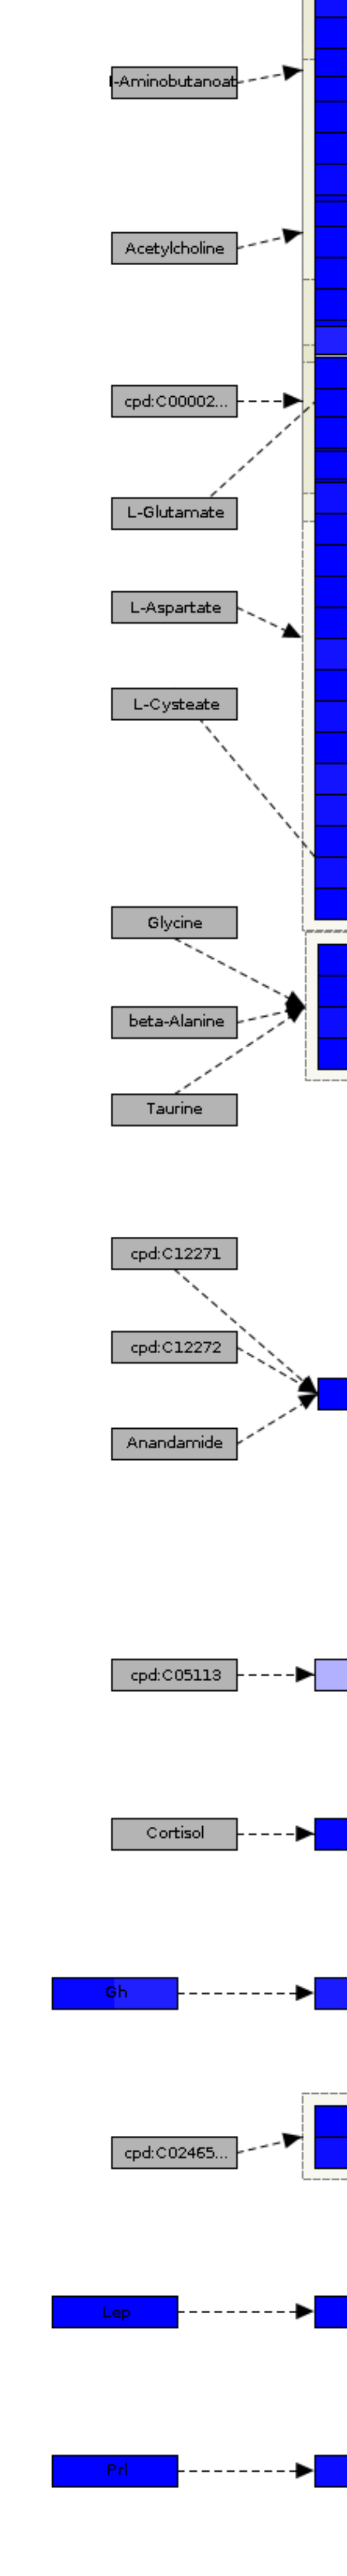 -Aminobutanoat
Acetylcholine
cpd:C00002...
L-Glutamate
L-Aspartate
L-Cysteate
Glycine
beta-Alanine
Taurine
cpd:C12271
cpd:C12272
Anandamide
cpd:C05113
Cortisol
Gh
cpd:C02465...
Lep
Prl